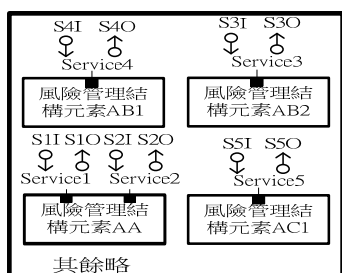 S4I S4O
S3I S3O
Service4
Service3
風險管理結
構元素AB1
風險管理結
構元素AB2
S1I S1O S2I S2O
S5I S5O
Service1
Service2
Service5
風險管理結
構元素AA
風險管理結
構元素AC1
其餘略